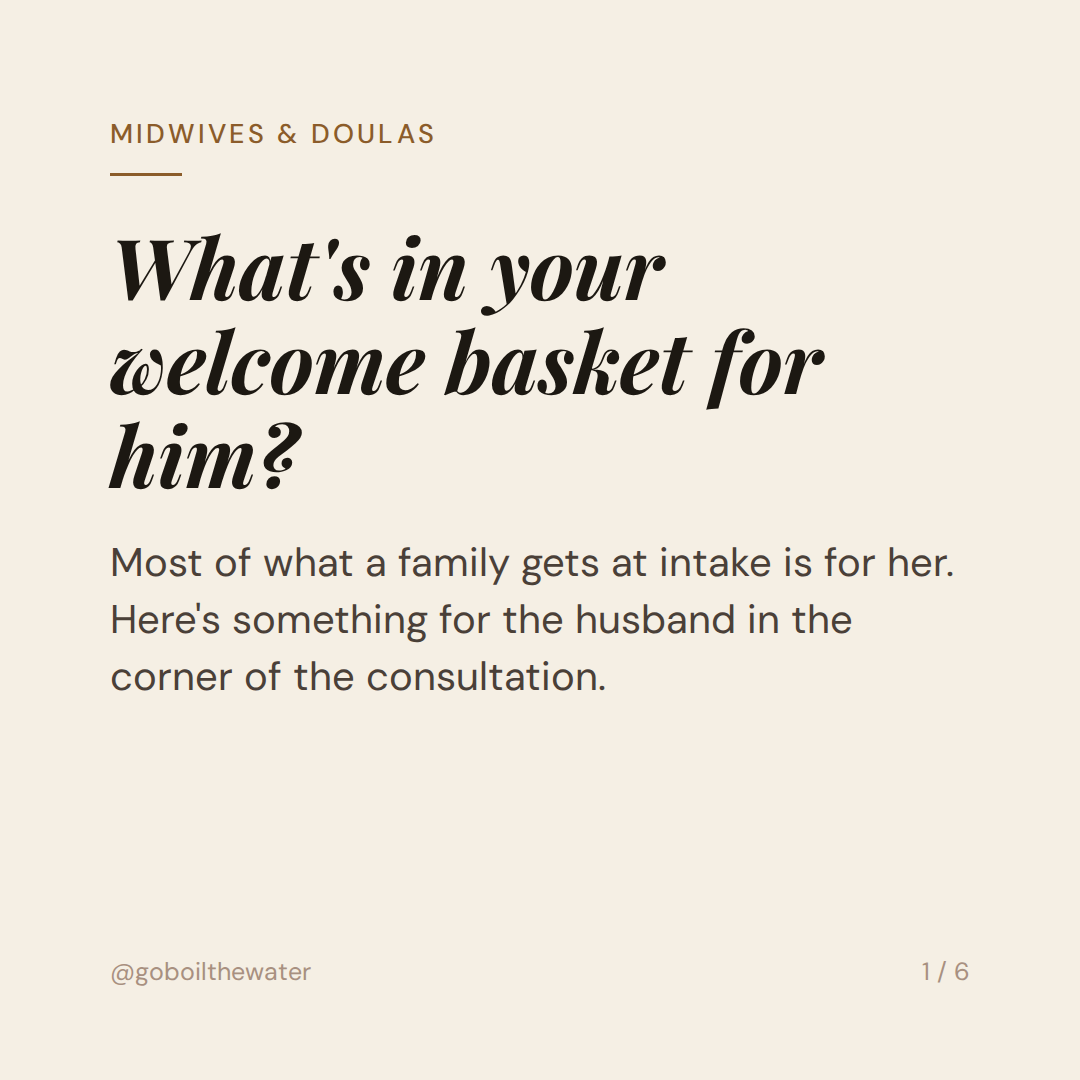 MIDWIVES & DOULAS
What's in your
welcome basket for
him?
Most of what a family gets at intake is for her.
Here's something for the husband in the
corner of the consultation.
@goboilthewater
1 / 6